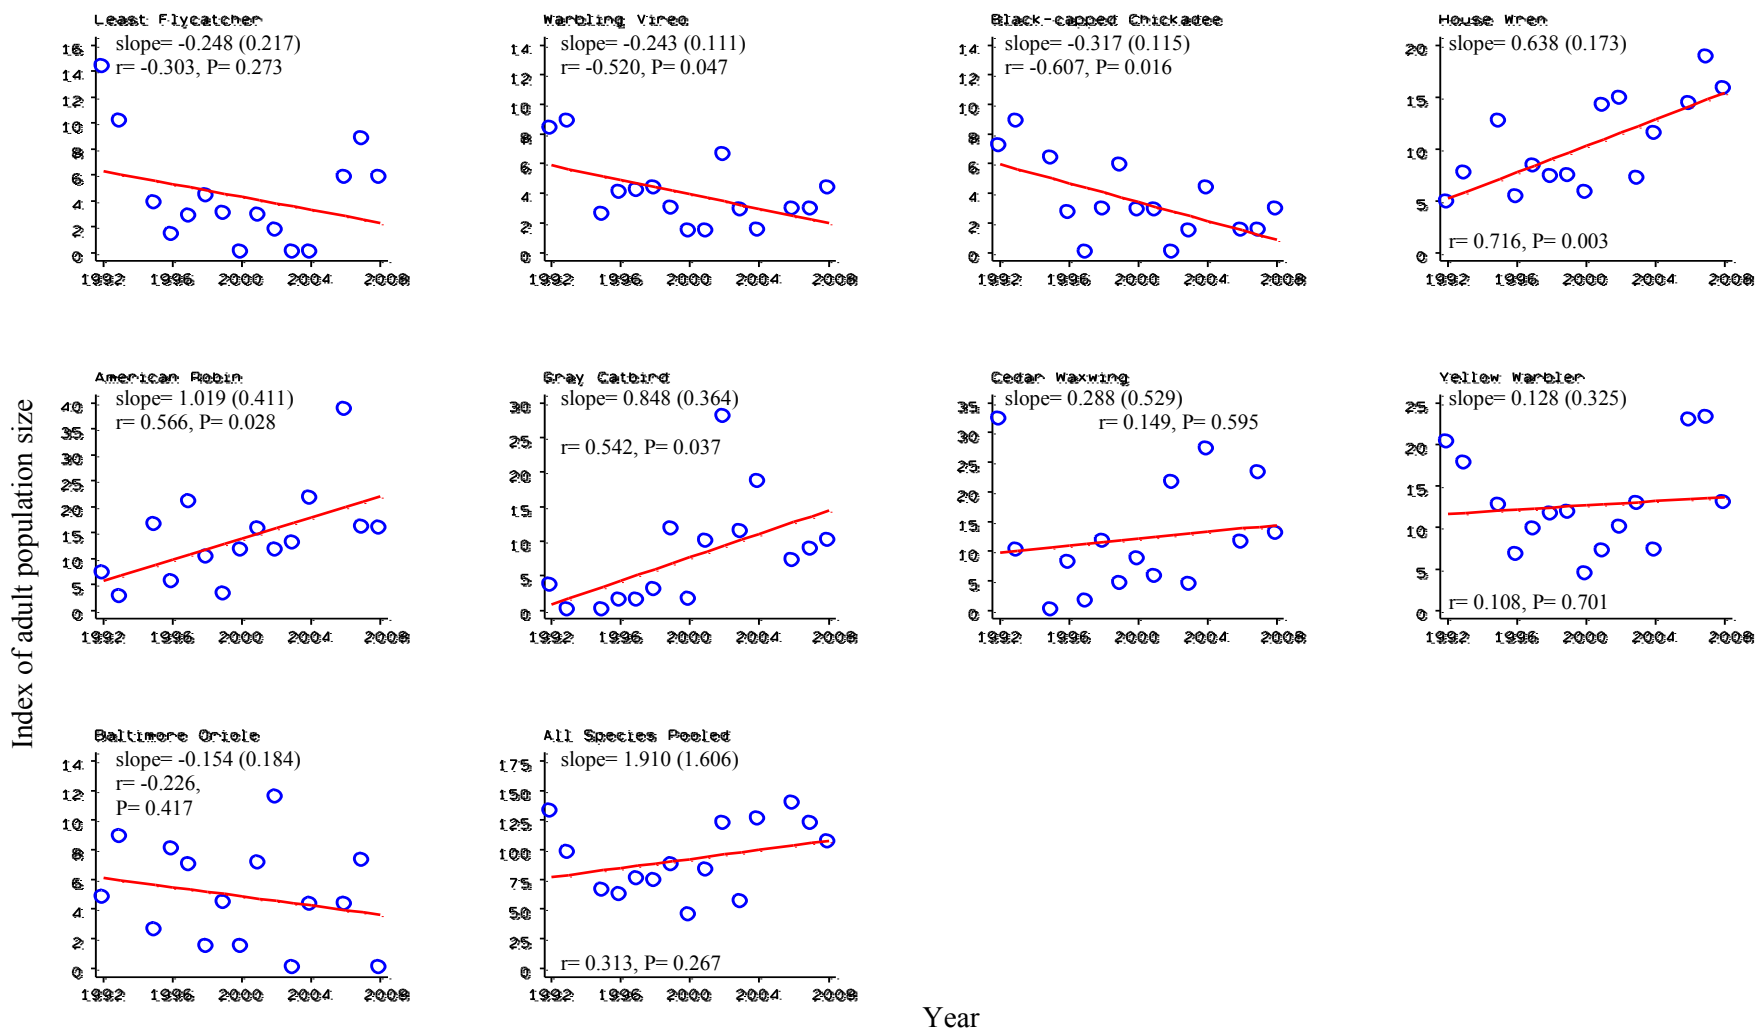 Least Flycatcher
slope= -0.248 (0.217)
r= -0.303, P= 0.273
16
14
12
10
8
6
4
2
0
1992 1996 2000 2004 2008
Warbling Vireo
slope= -0.243 (0.111)
r= -0.520, P= 0.047
14
12
10
8
6
4
2
0
1992 1996 2000 2004 2008
Black-capped Chickadee
slope= -0.317 (0.115)
r= -0.607, P= 0.016
14
12
10
8
6
4
2
0
1992 1996 2000 2004 2008
House Wren
slope= 0.638 (0.173)
20
15
10
5
0
r= 0.716, P= 0.003
1992 1996 2000 2004 2008
Index of adult population size
American Robin
slope= 1.019 (0.411)
r= 0.566, P= 0.028
40
35
30
25
20
15
10
5
0
1992 1996 2000 2004 2008
Gray Catbird
slope= 0.848 (0.364)
r= 0.542, P= 0.037
30
25
20
15
10
5
0
1992 1996 2000 2004 2008
Cedar Waxwing
slope= 0.288 (0.529)
r= 0.149, P= 0.595
35
30
25
20
15
10
5
0
1992 1996 2000 2004 2008
Yellow Warbler
slope= 0.128 (0.325)
25
20
15
10
5
0
r= 0.108, P= 0.701
1992 1996 2000 2004 2008
Baltimore Oriole
slope= -0.154 (0.184)
r= -0.226,
P= 0.417
14
12
10
8
6
4
2
0
1992 1996 2000 2004 2008
All Species Pooled
slope= 1.910 (1.606)
175
150
125
100
75
50
25
0
r= 0.313, P= 0.267
1992 1996 2000 2004 2008
Year